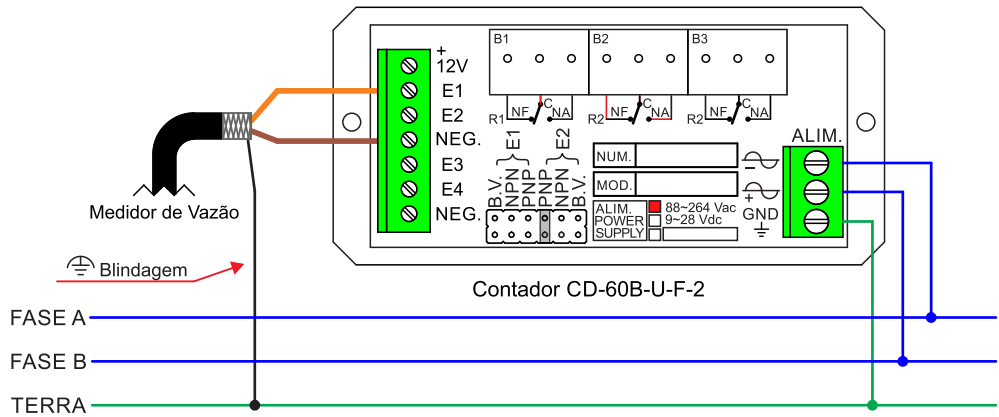 +
12V
E1
E2
NEG.
E3
E4
NEG.
B1
B2
B3
R1 NF C NA
R2 NF C NA
R2 NF C NA
E1
E2
B.V.
NPN
PNP
PNP
NPN
B.V.
NUM.
MOD.
ALIM.
POWER
SUPPLY
88~264 Vac
9~28 Vdc
ALIM.
−
+
GND
Medidor de Vazão
Blindagem
Contador CD-60B-U-F-2
FASE A
FASE B
TERRA